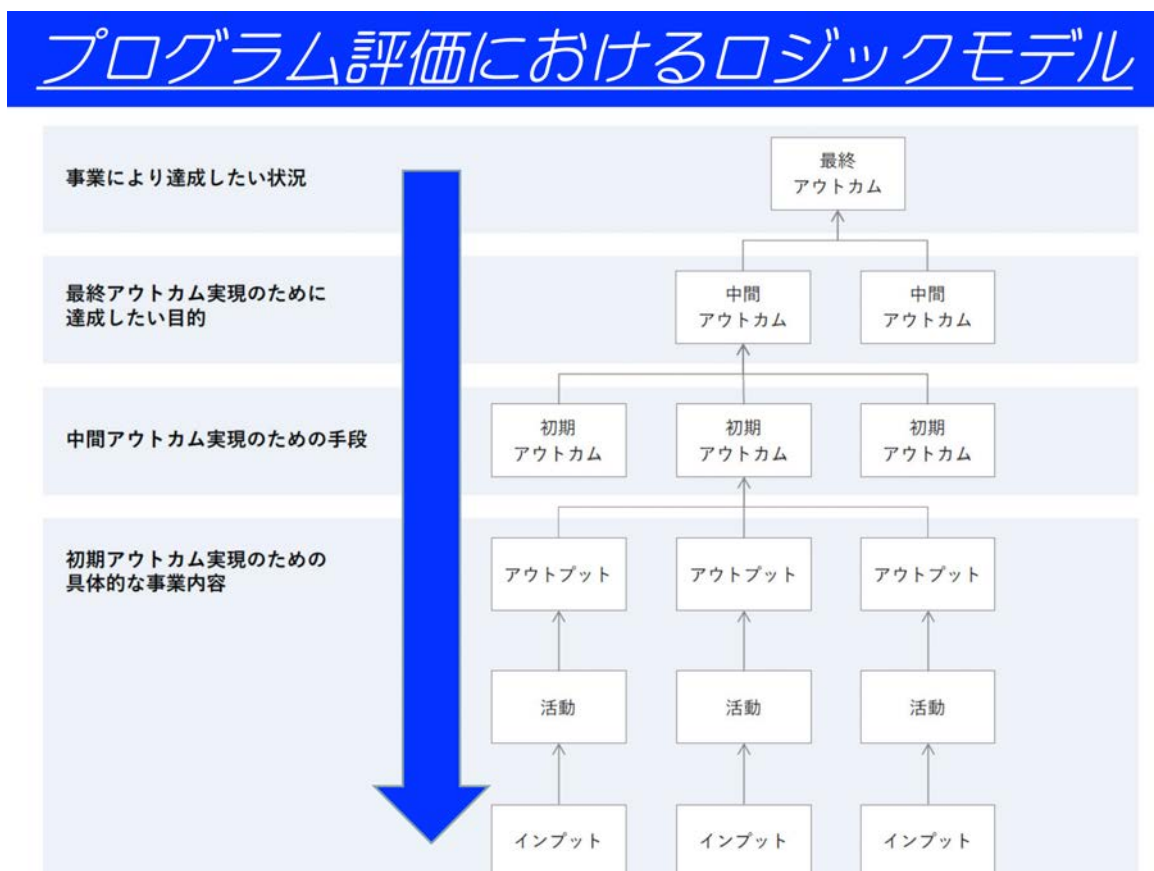 プログラム評価におけるロジックモデル
事業により達成したい状況
最終
アウトカム
最終アウトカム実現のために
達成したい目的
中間
アウトカム
中間
アウトカム
中間アウトカム実現のための手段
初期
アウトカム
初期
アウトカム
初期
アウトカム
初期アウトカム実現のための
具体的な事業内容
アウトプット
アウトプット
アウトプット
活動
活動
活動
インプット
インプット
インプット